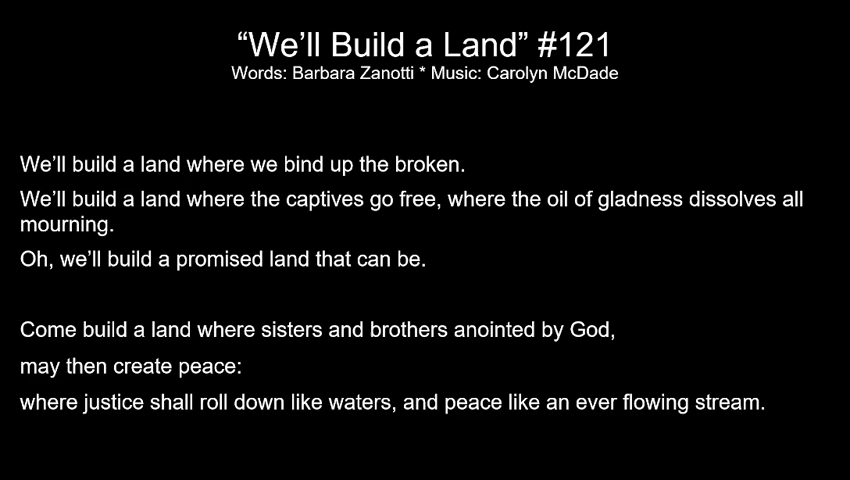 “We’ll Build a Land” #121
Words: Barbara Zanotti * Music: Carolyn McDade
We’ll build a land where we bind up the broken.
We’ll build a land where the captives go free, where the oil of gladness dissolves all
mourning.
Oh, we’ll build a promised land that can be.
Come build a land where sisters and brothers anointed by God,
may then create peace:
where justice shall roll down like waters, and peace like an ever flowing stream.